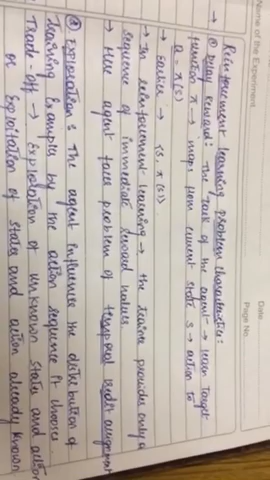 Name of the Experiment
Date:
Page No.
Reinforcement learning problem characteristics:
→ ① Delay Reward: The task of the agent → learn target
function π → maps from current state s → action to
a = π(s)
→ Earlier → <s, π(s)>.
→ In reinforcement learning → the trainer provides only a
sequence of immediate reward values.
→ Here agent faces problem of temporal credit assignment
② Exploration: The agent influences the distribution of
training examples by the action sequence it chooses.
Trade-off → Exploration of unknown states and action
or Exploitation of states and action already known